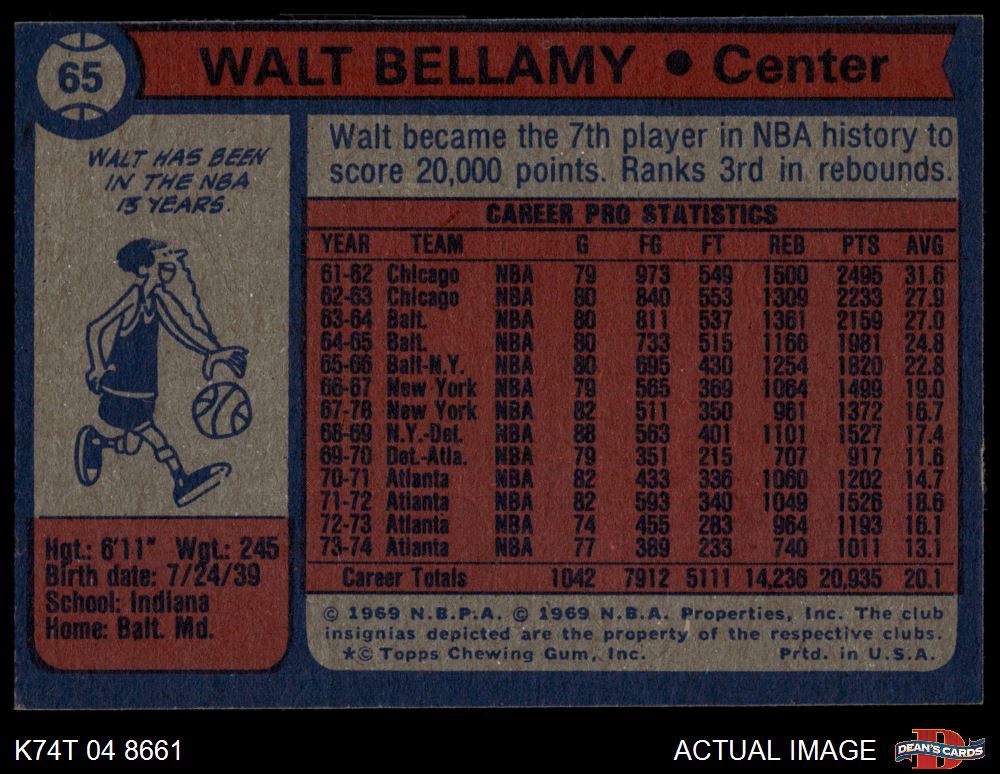 65
WALT BELLAMY • Center
WALT HAS BEEN
IN THE NBA
13 YEARS.
Walt became the 7th player in NBA history to
score 20,000 points. Ranks 3rd in rebounds.
CAREER PRO STATISTICS
YEAR TEAM G FG FT REB PTS AVG
61-62 Chicago NBA 79 973 549 1500 2495 31.6
62-63 Chicago NBA 80 840 553 1309 2233 27.9
63-64 Balt. NBA 80 811 537 1361 2159 27.0
64-65 Balt. NBA 80 733 515 1166 1981 24.8
65-66 Balt-N.Y. NBA 80 695 430 1254 1820 22.8
66-67 New York NBA 79 565 369 1064 1499 19.0
67-78 New York NBA 82 511 350 961 1372 16.7
68-69 N.Y.-Det. NBA 88 563 401 1101 1527 17.4
69-70 Det.-Atla. NBA 79 351 215 707 917 11.6
70-71 Atlanta NBA 82 433 336 1060 1202 14.7
71-72 Atlanta NBA 82 593 340 1049 1526 18.6
72-73 Atlanta NBA 74 455 283 964 1193 16.1
73-74 Atlanta NBA 77 389 233 740 1011 13.1
Career Totals 1042 7912 5111 14,236 20,935 20.1
Hgt.: 6'11" Wgt.: 245
Birth date: 7/24/39
School: Indiana
Home: Balt. Md.
© 1969 N.B.P.A. © 1969 N.B.A. Properties, Inc. The club
insignias depicted are the property of the respective clubs.
*© Topps Chewing Gum, Inc. Prtd. in U.S.A.
K74T 04 8661
ACTUAL IMAGE
D
DEAN'S CARDS